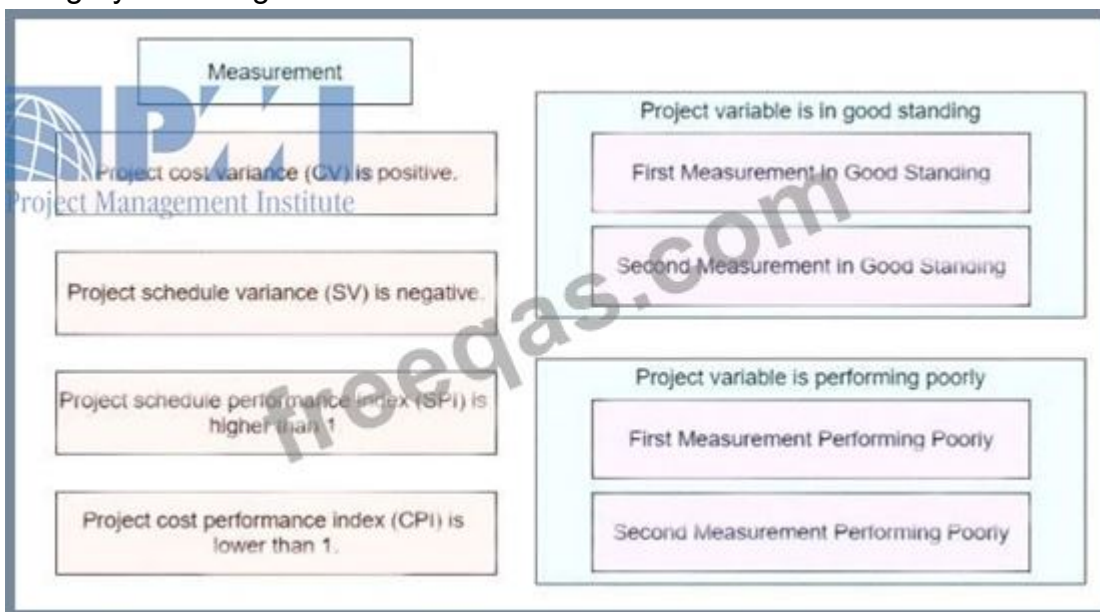 Measurement
PMI
Project Management Institute
Project cost variance (CV) is positive.
Project schedule variance (SV) is negative.
Project schedule performance index (SPI) is
higher than 1
Project cost performance index (CPI) is
lower than 1.
Project variable is in good standing
First Measurement in Good Standing
Second Measurement in Good Standing
Project variable is performing poorly
First Measurement Performing Poorly
Second Measurement Performing Poorly
freeqas.com